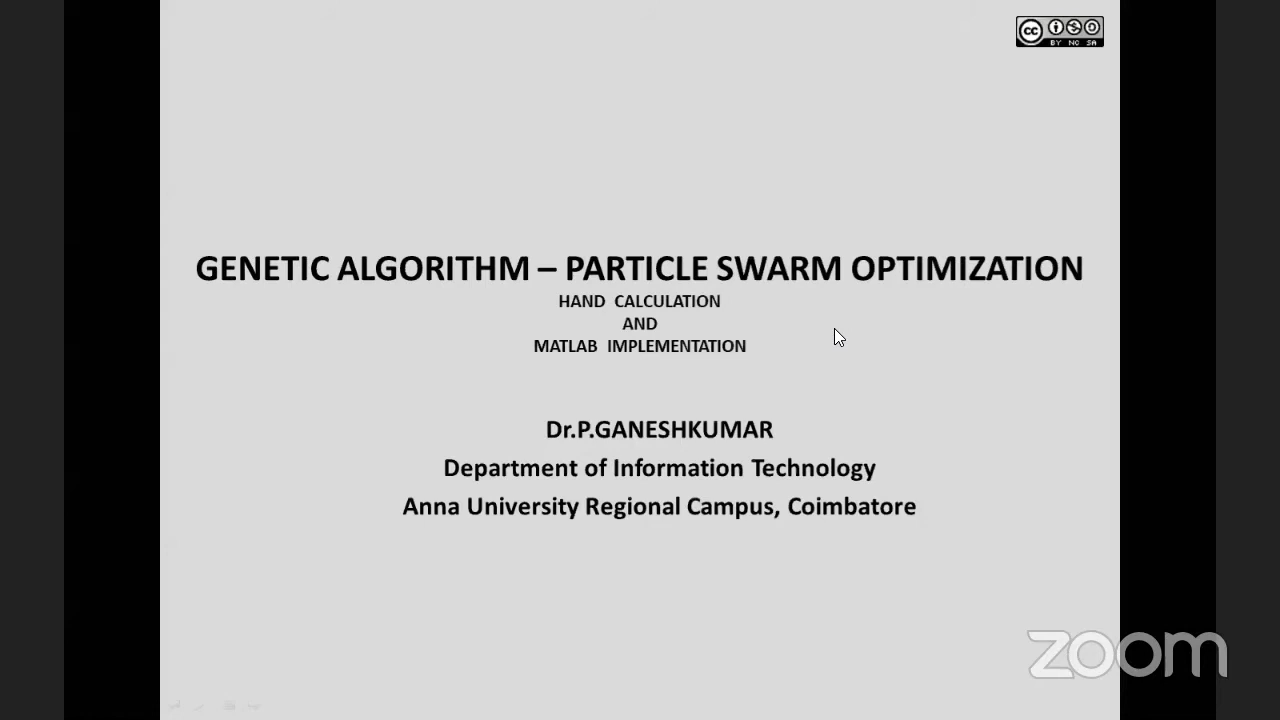 cc
BY NC SA
GENETIC ALGORITHM – PARTICLE SWARM OPTIMIZATION
HAND CALCULATION
AND
MATLAB IMPLEMENTATION
Dr.P.GANESHKUMAR
Department of Information Technology
Anna University Regional Campus, Coimbatore
zoom